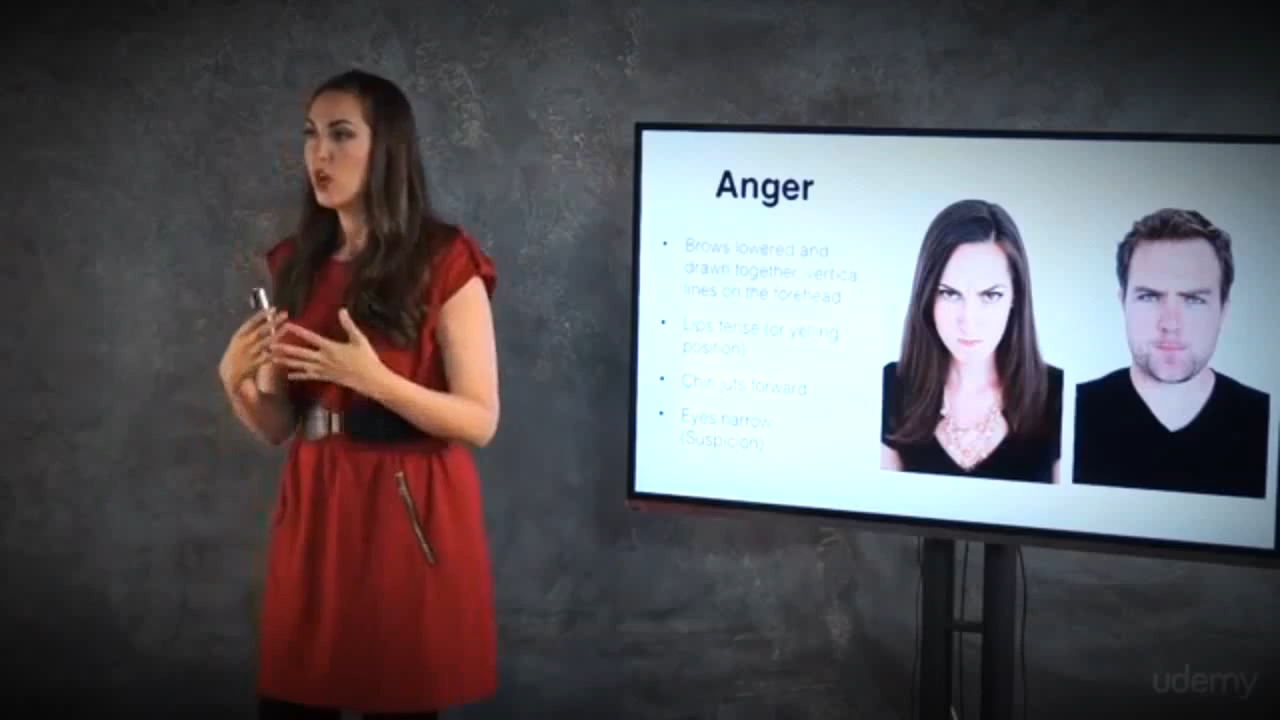 Anger
• Brows lowered and
drawn together, vertical
lines on the forehead
• Lips tense (or yelling
position)
• Chin juts forward
• Eyes narrow
(Suspicion)
udemy